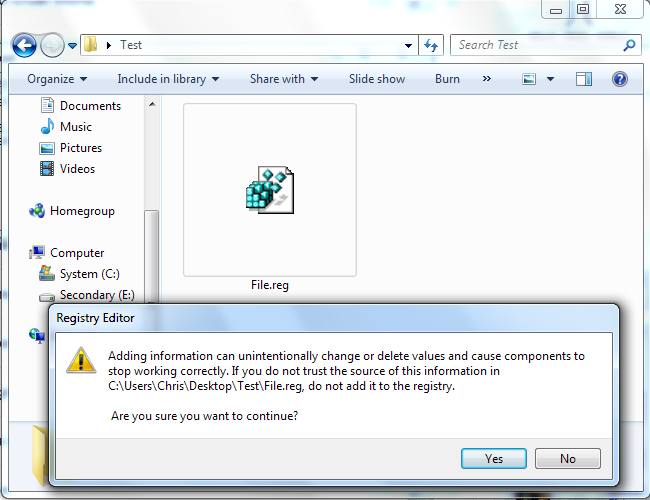 Test
Search Test
Organize Include in library Share with Slide show Burn »
Documents
Music
Pictures
Videos
Homegroup
Computer
System (C:)
Secondary (E:)
File.reg
Registry Editor
Adding information can unintentionally change or delete values and cause components to
stop working correctly. If you do not trust the source of this information in
C:\Users\Chris\Desktop\Test\File.reg, do not add it to the registry.
Are you sure you want to continue?
Yes No